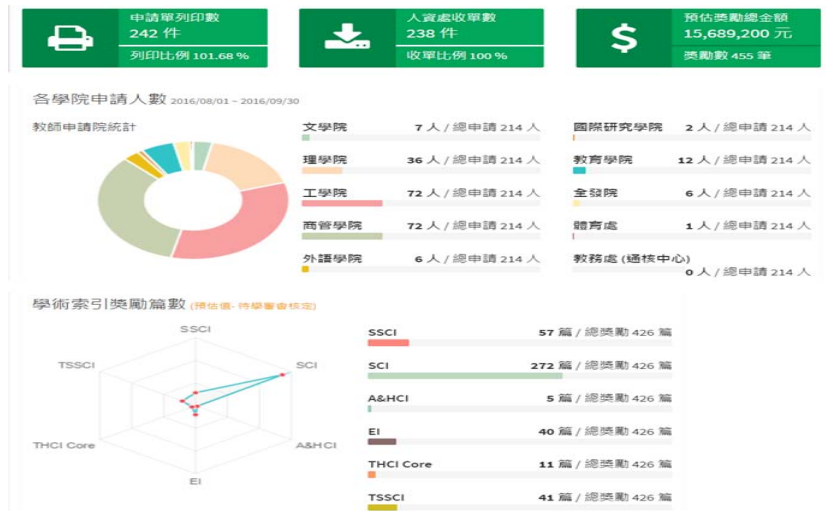 申請單列印數
242 件
列印比例 101.68 %
人資處收單數
238 件
收單比例 100 %
預估獎勵總金額
15,689,200 元
獎勵數 455 筆
各學院申請人數 2016/08/01 ~ 2016/09/30
教師申請院統計
文學院 7 人 / 總申請 214 人
理學院 36 人 / 總申請 214 人
工學院 72 人 / 總申請 214 人
商管學院 72 人 / 總申請 214 人
外語學院 6 人 / 總申請 214 人
國際研究學院 2 人 / 總申請 214 人
教育學院 12 人 / 總申請 214 人
全發院 6 人 / 總申請 214 人
體育處 1 人 / 總申請 214 人
教務處 (通核中心)
0 人 / 總申請 214 人
學術索引獎勵篇數 (預估值- 待學審會核定)
SSCI
SCI
A&HCI
EI
THCI Core
TSSCI
SSCI 57 篇 / 總獎勵 426 篇
SCI 272 篇 / 總獎勵 426 篇
A&HCI 5 篇 / 總獎勵 426 篇
EI 40 篇 / 總獎勵 426 篇
THCI Core 11 篇 / 總獎勵 426 篇
TSSCI 41 篇 / 總獎勵 426 篇